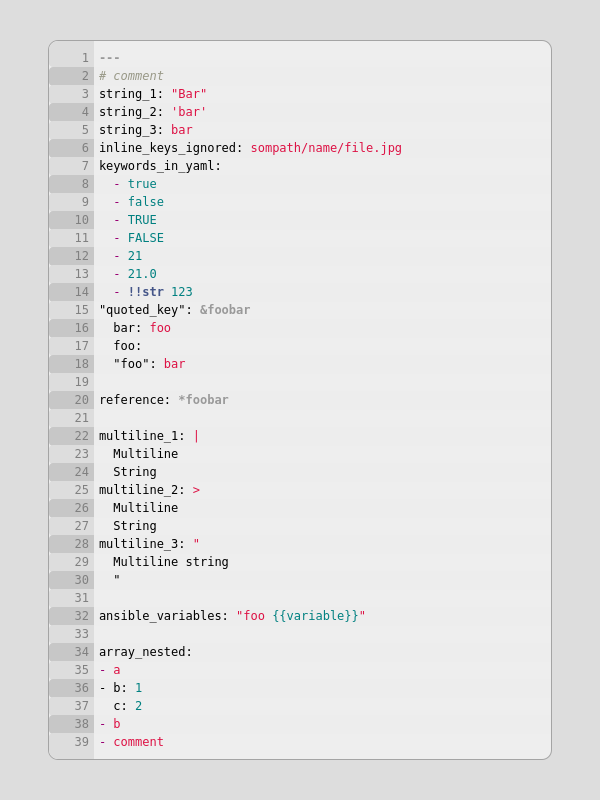 1 ---
2 # comment
3 string_1: "Bar"
4 string_2: 'bar'
5 string_3: bar
6 inline_keys_ignored: sompath/name/file.jpg
7 keywords_in_yaml:
8   - true
9   - false
10   - TRUE
11   - FALSE
12   - 21
13   - 21.0
14   - !!str 123
15 "quoted_key": &foobar
16   bar: foo
17   foo:
18   "foo": bar
19
20 reference: *foobar
21
22 multiline_1: |
23   Multiline
24   String
25 multiline_2: >
26   Multiline
27   String
28 multiline_3: "
29   Multiline string
30   "
31
32 ansible_variables: "foo {{variable}}"
33
34 array_nested:
35 - a
36 - b: 1
37   c: 2
38 - b
39 - comment